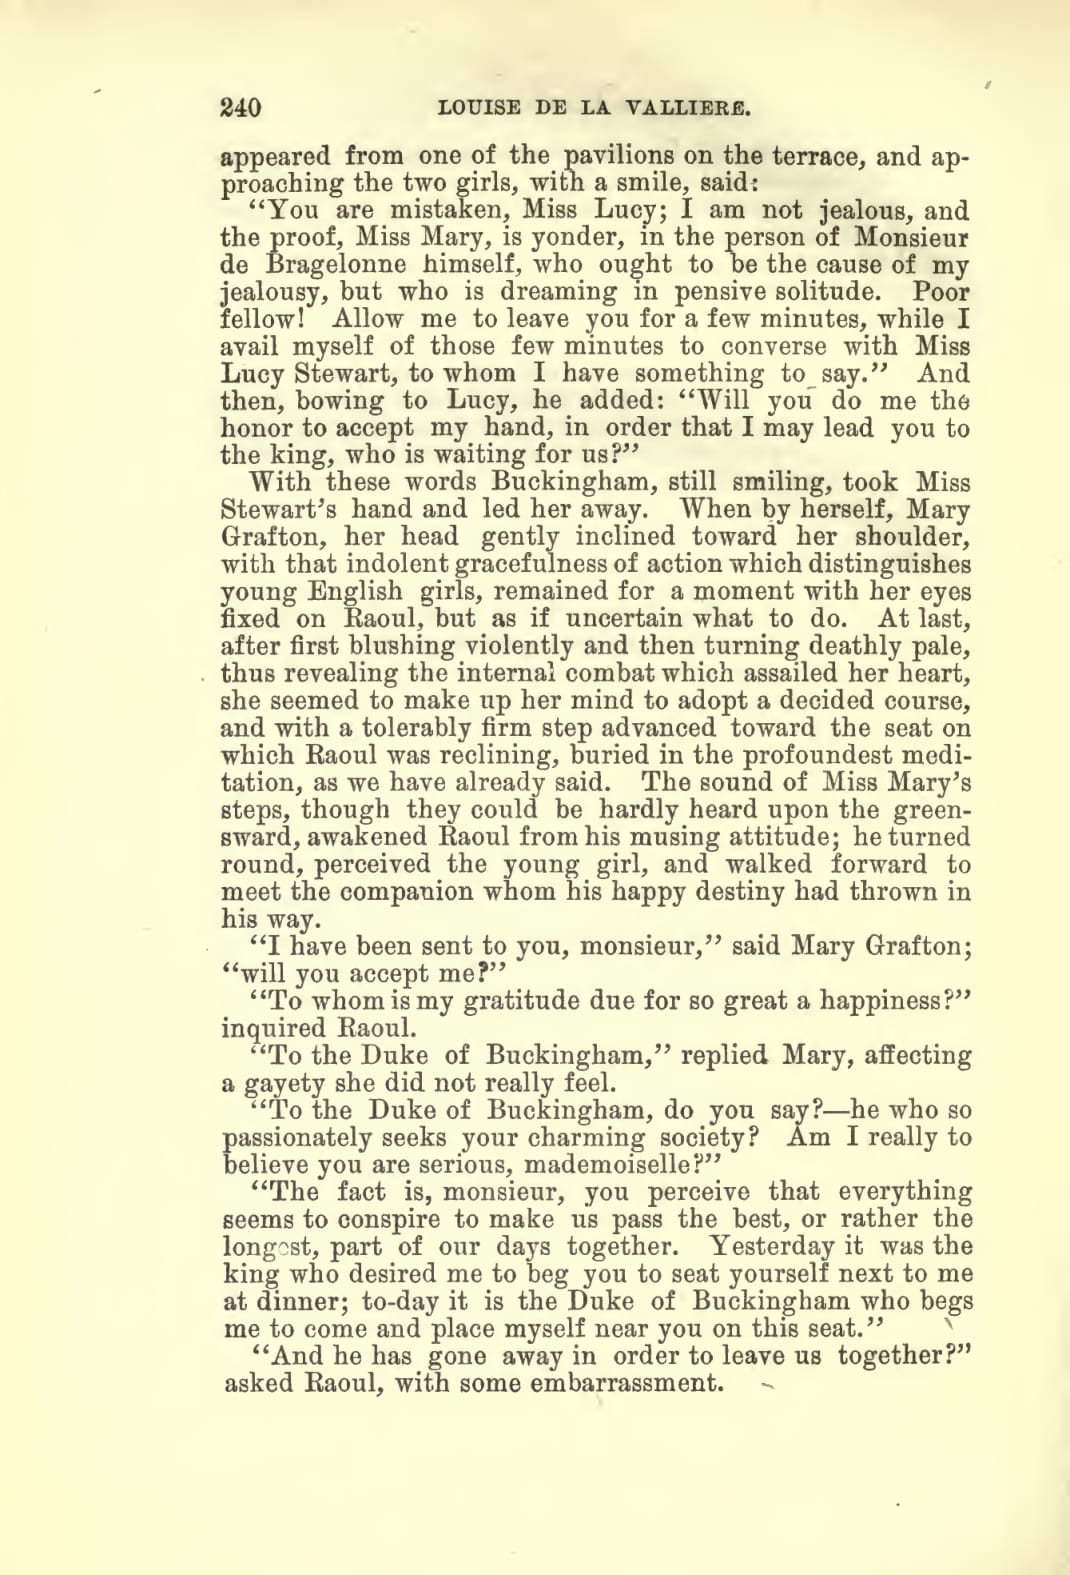 240 LOUISE DE LA VALLIERE.
appeared from one of the pavilions on the terrace, and ap-
proaching the two girls, with a smile, said:
“You are mistaken, Miss Lucy; I am not jealous, and
the proof, Miss Mary, is yonder, in the person of Monsieur
de Bragelonne himself, who ought to be the cause of my
jealousy, but who is dreaming in pensive solitude. Poor
fellow! Allow me to leave you for a few minutes, while I
avail myself of those few minutes to converse with Miss
Lucy Stewart, to whom I have something to say.” And
then, bowing to Lucy, he added: “Will you do me the
honor to accept my hand, in order that I may lead you to
the king, who is waiting for us?”
With these words Buckingham, still smiling, took Miss
Stewart’s hand and led her away. When by herself, Mary
Grafton, her head gently inclined toward her shoulder,
with that indolent gracefulness of action which distinguishes
young English girls, remained for a moment with her eyes
fixed on Raoul, but as if uncertain what to do. At last,
after first blushing violently and then turning deathly pale,
thus revealing the internal combat which assailed her heart,
she seemed to make up her mind to adopt a decided course,
and with a tolerably firm step advanced toward the seat on
which Raoul was reclining, buried in the profoundest medi-
tation, as we have already said. The sound of Miss Mary’s
steps, though they could be hardly heard upon the green-
sward, awakened Raoul from his musing attitude; he turned
round, perceived the young girl, and walked forward to
meet the companion whom his happy destiny had thrown in
his way.
“I have been sent to you, monsieur,” said Mary Grafton;
“will you accept me?”
“To whom is my gratitude due for so great a happiness?”
inquired Raoul.
“To the Duke of Buckingham,” replied Mary, affecting
a gayety she did not really feel.
“To the Duke of Buckingham, do you say?—he who so
passionately seeks your charming society? Am I really to
believe you are serious, mademoiselle?”
“The fact is, monsieur, you perceive that everything
seems to conspire to make us pass the best, or rather the
longest, part of our days together. Yesterday it was the
king who desired me to beg you to seat yourself next to me
at dinner; to-day it is the Duke of Buckingham who begs
me to come and place myself near you on this seat.”
“And he has gone away in order to leave us together?”
asked Raoul, with some embarrassment.